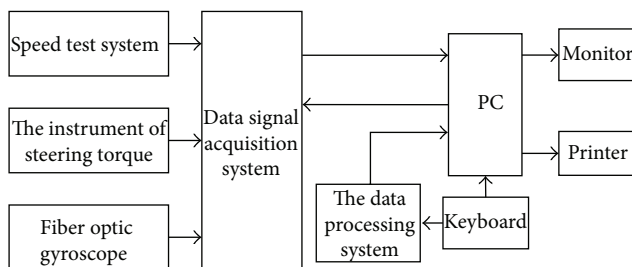 Speed test system
The instrument of
steering torque
Fiber optic
gyroscope
Data signal
acquisition
system
PC
The data
processing
system
Keyboard
Monitor
Printer